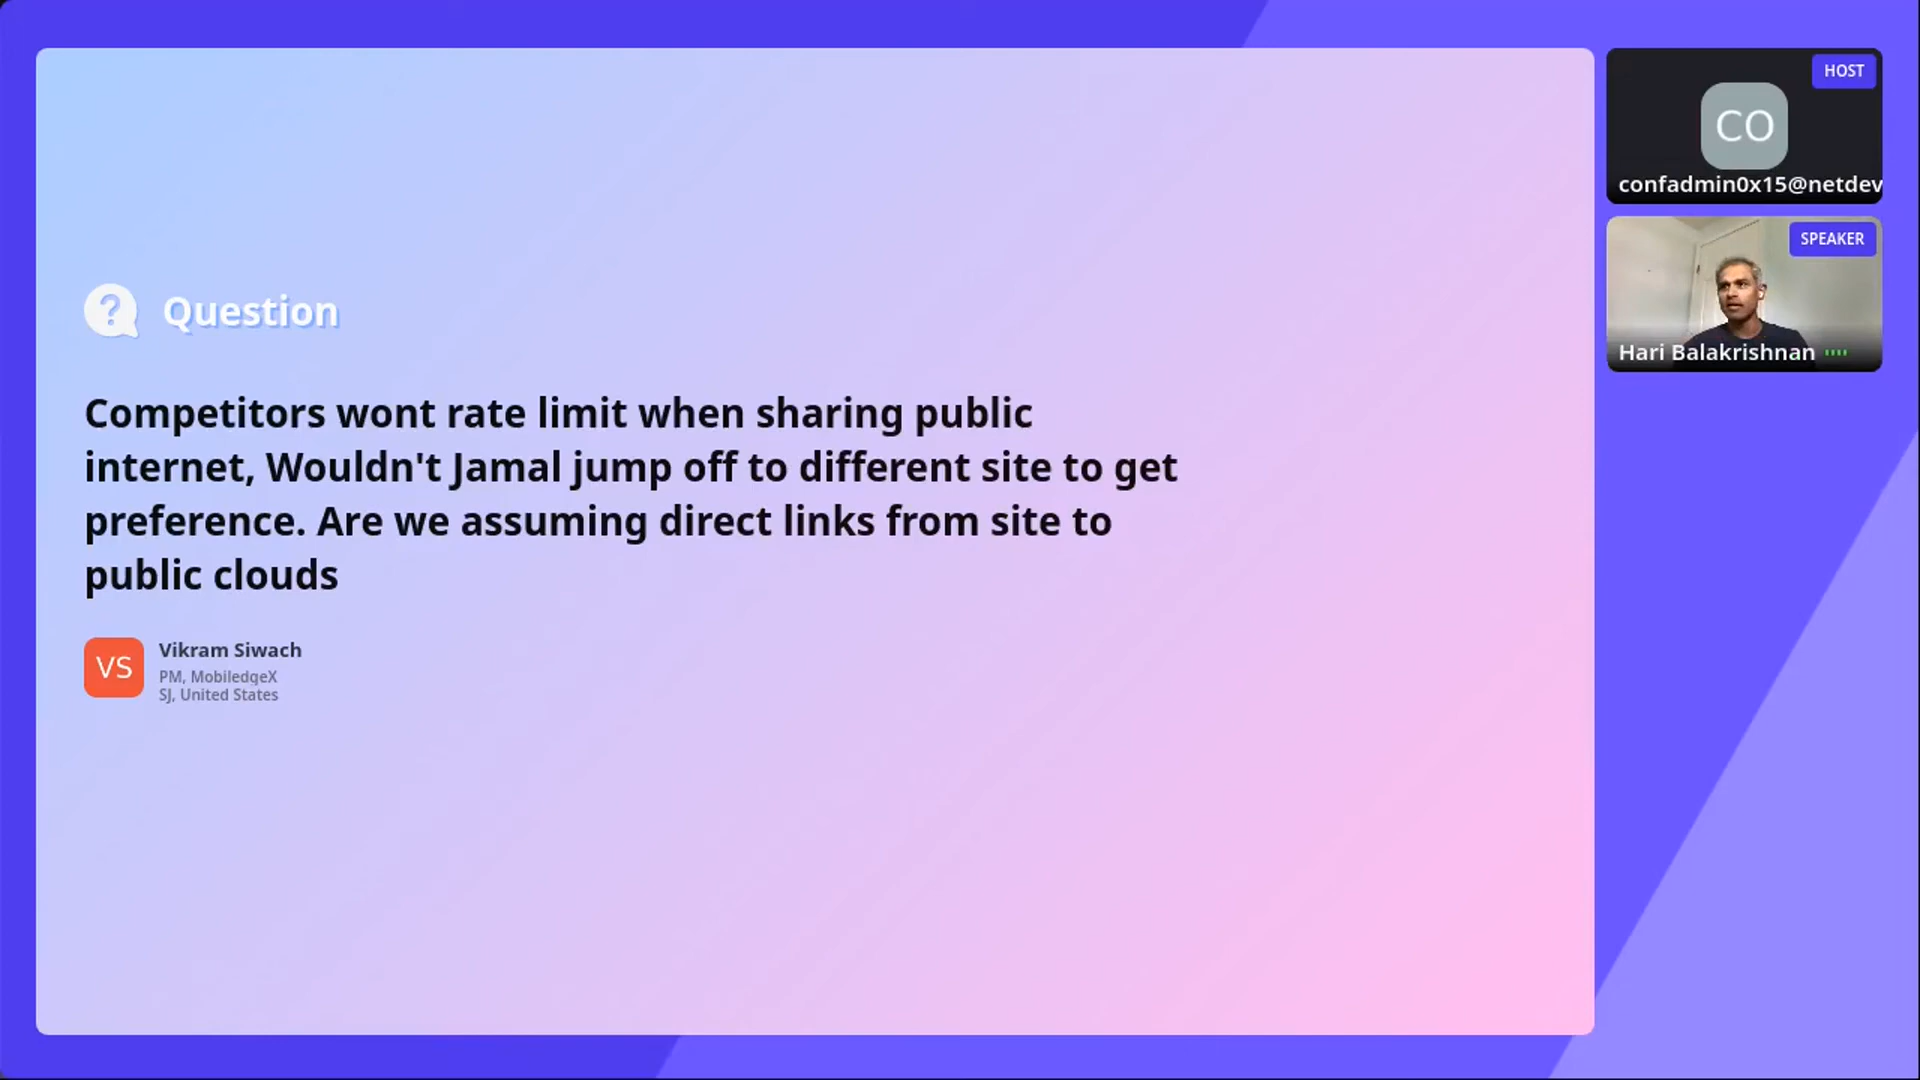 HOST
CO
confadmin0x15@netdev
SPEAKER
Hari Balakrishnan
? Question
Competitors wont rate limit when sharing public
internet, Wouldn't Jamal jump off to different site to get
preference. Are we assuming direct links from site to
public clouds
VS
Vikram Siwach
PM, MobiledgeX
SJ, United States